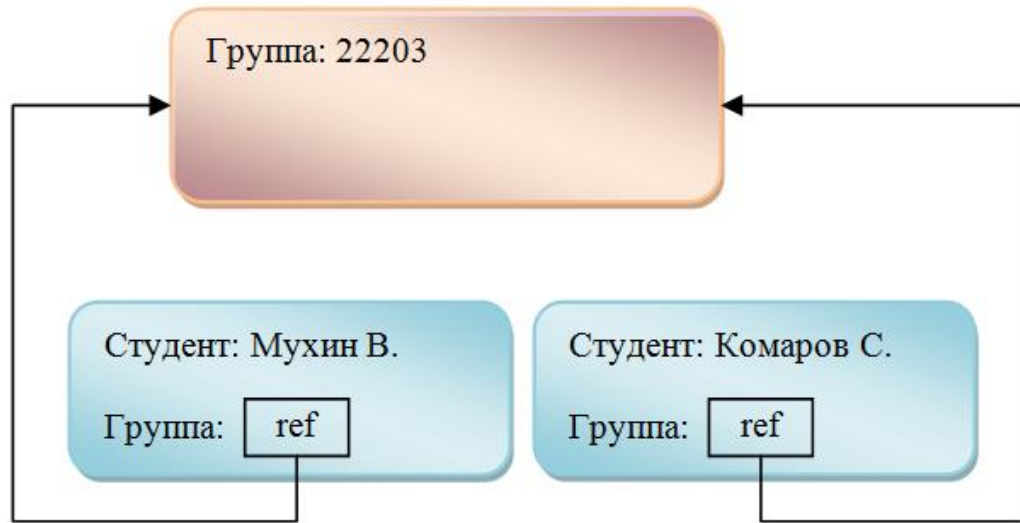 Группа: 22203
Студент: Мухин В.
Группа: ref
Студент: Комаров С.
Группа: ref